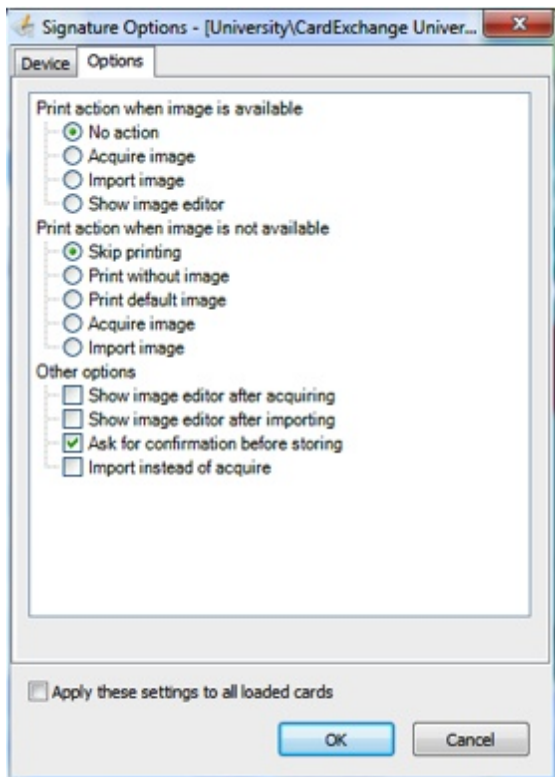 Signature Options - [University\CardExchange Univer...
Device Options
Print action when image is available
No action
Acquire image
Import image
Show image editor
Print action when image is not available
Skip printing
Print without image
Print default image
Acquire image
Import image
Other options
Show image editor after acquiring
Show image editor after importing
Ask for confirmation before storing
Import instead of acquire
Apply these settings to all loaded cards
OK Cancel